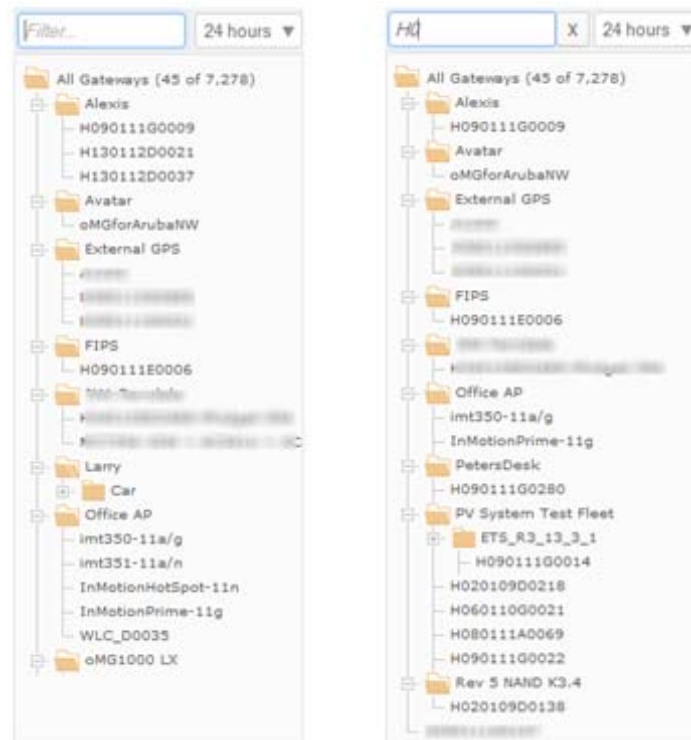 Filter... 24 hours ▼
All Gateways (45 of 7,278)
Alexis
H090111G0009
H130112D0021
H130112D0037
Avatar
oMGforArubaNW
External GPS
FIPS
H090111E0006
Larry
Car
Office AP
imt350-11a/g
imt351-11a/n
InMotionHotSpot-11n
InMotionPrime-11g
WLC_D0035
oMG1000 LX
H0 X 24 hours ▼
All Gateways (45 of 7,278)
Alexis
H090111G0009
Avatar
oMGforArubaNW
External GPS
FIPS
H090111E0006
Office AP
imt350-11a/g
InMotionPrime-11g
PetersDesk
H090111G0280
PV System Test Fleet
ETS_R3_13_3_1
H090111G0014
H020109D0218
H060110G0021
H080111A0069
H090111G0022
Rev 5 NAND K3.4
H020109D0138